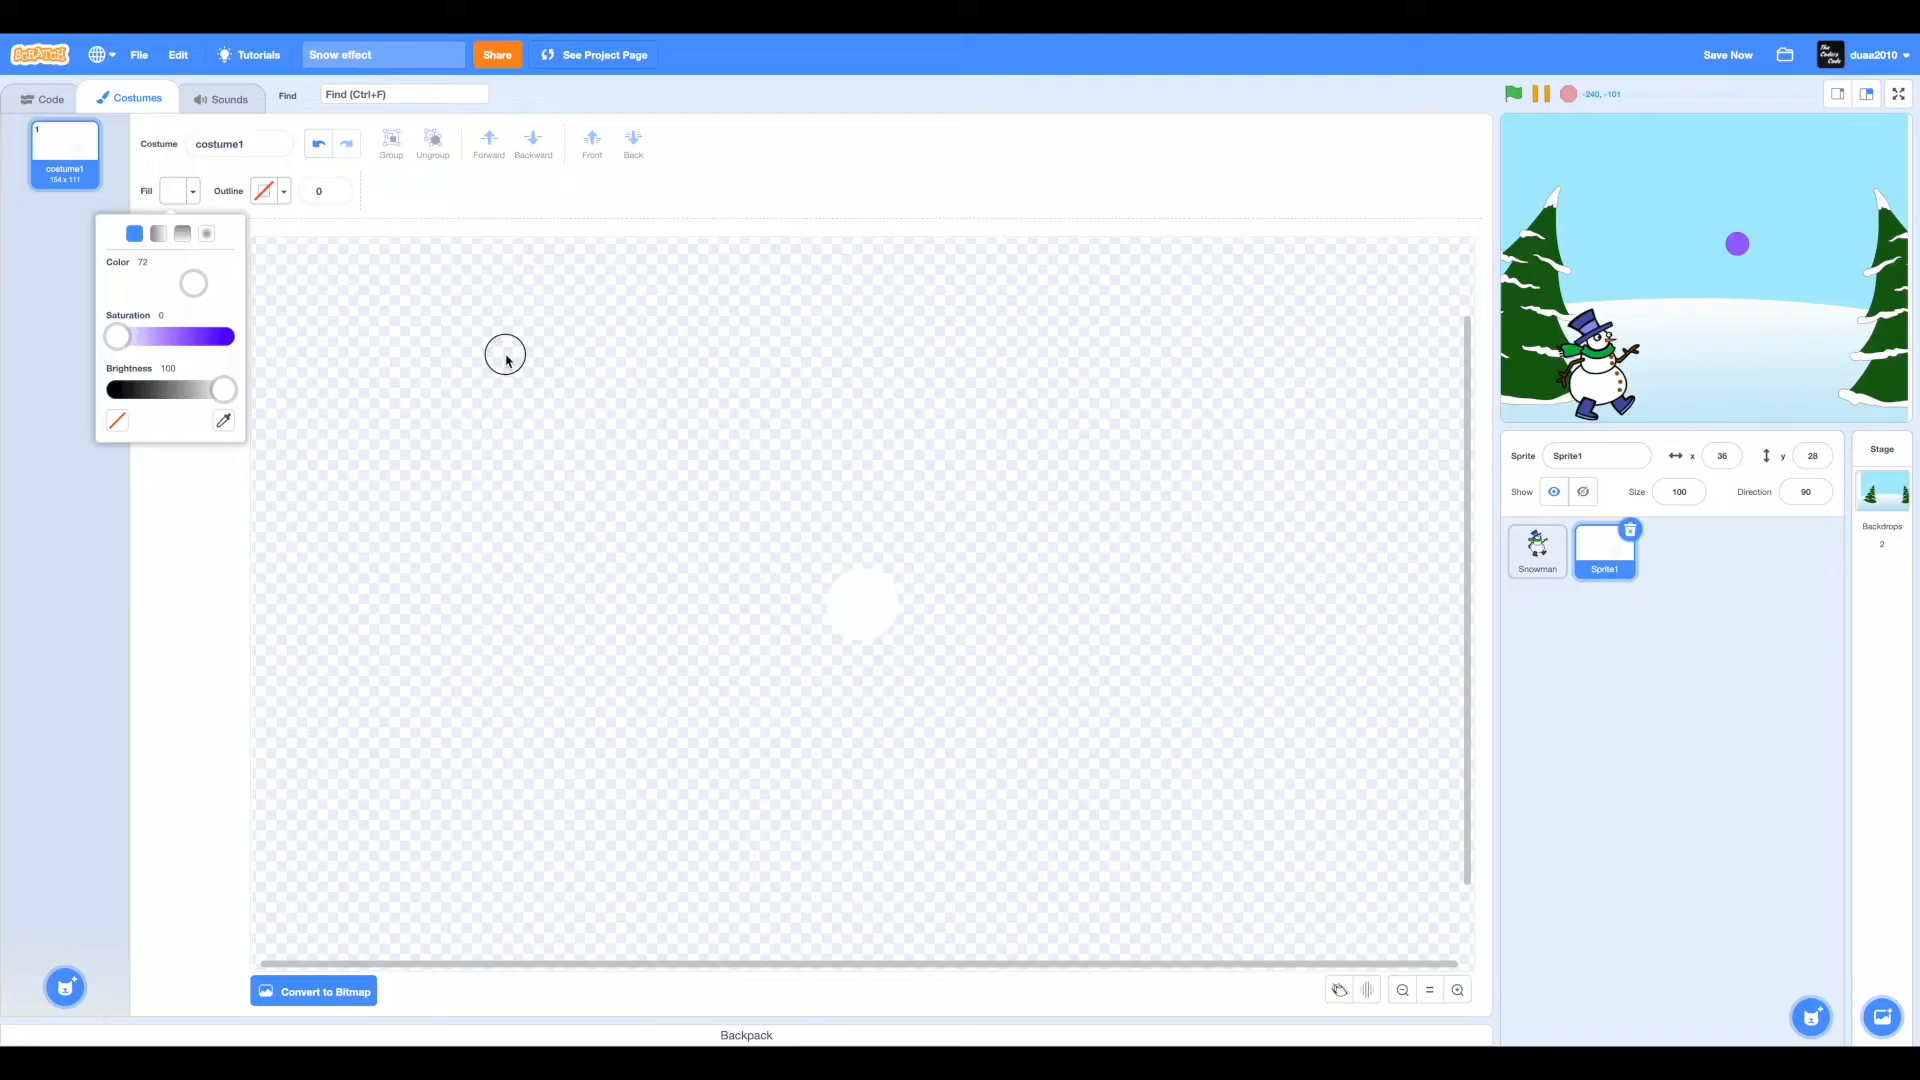 SCRATCH File Edit Tutorials Snow effect Share See Project Page Save Now The Coders Code duaa2010
Code Costumes Sounds Find Find (Ctrl+F) -240, -101
1
costume1
154 x 111
Costume costume1 Group Ungroup Forward Backward Front Back
Fill Outline 0
Color 72
Saturation 0
Brightness 100
Sprite Sprite1 x 36 y 28
Show Size 100 Direction 90
Snowman Sprite1
Stage
Backdrops
2
Convert to Bitmap
Backpack